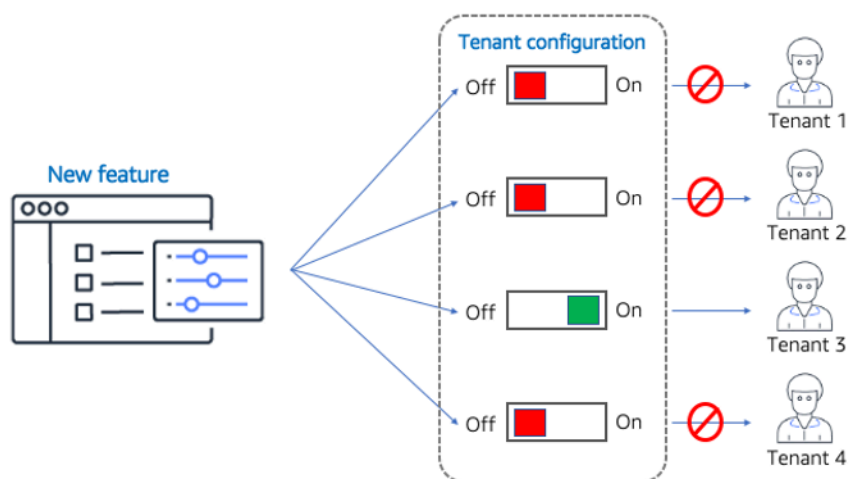 Tenant configuration
Off On
Tenant 1
New feature
Off On
Tenant 2
Off On
Tenant 3
Off On
Tenant 4